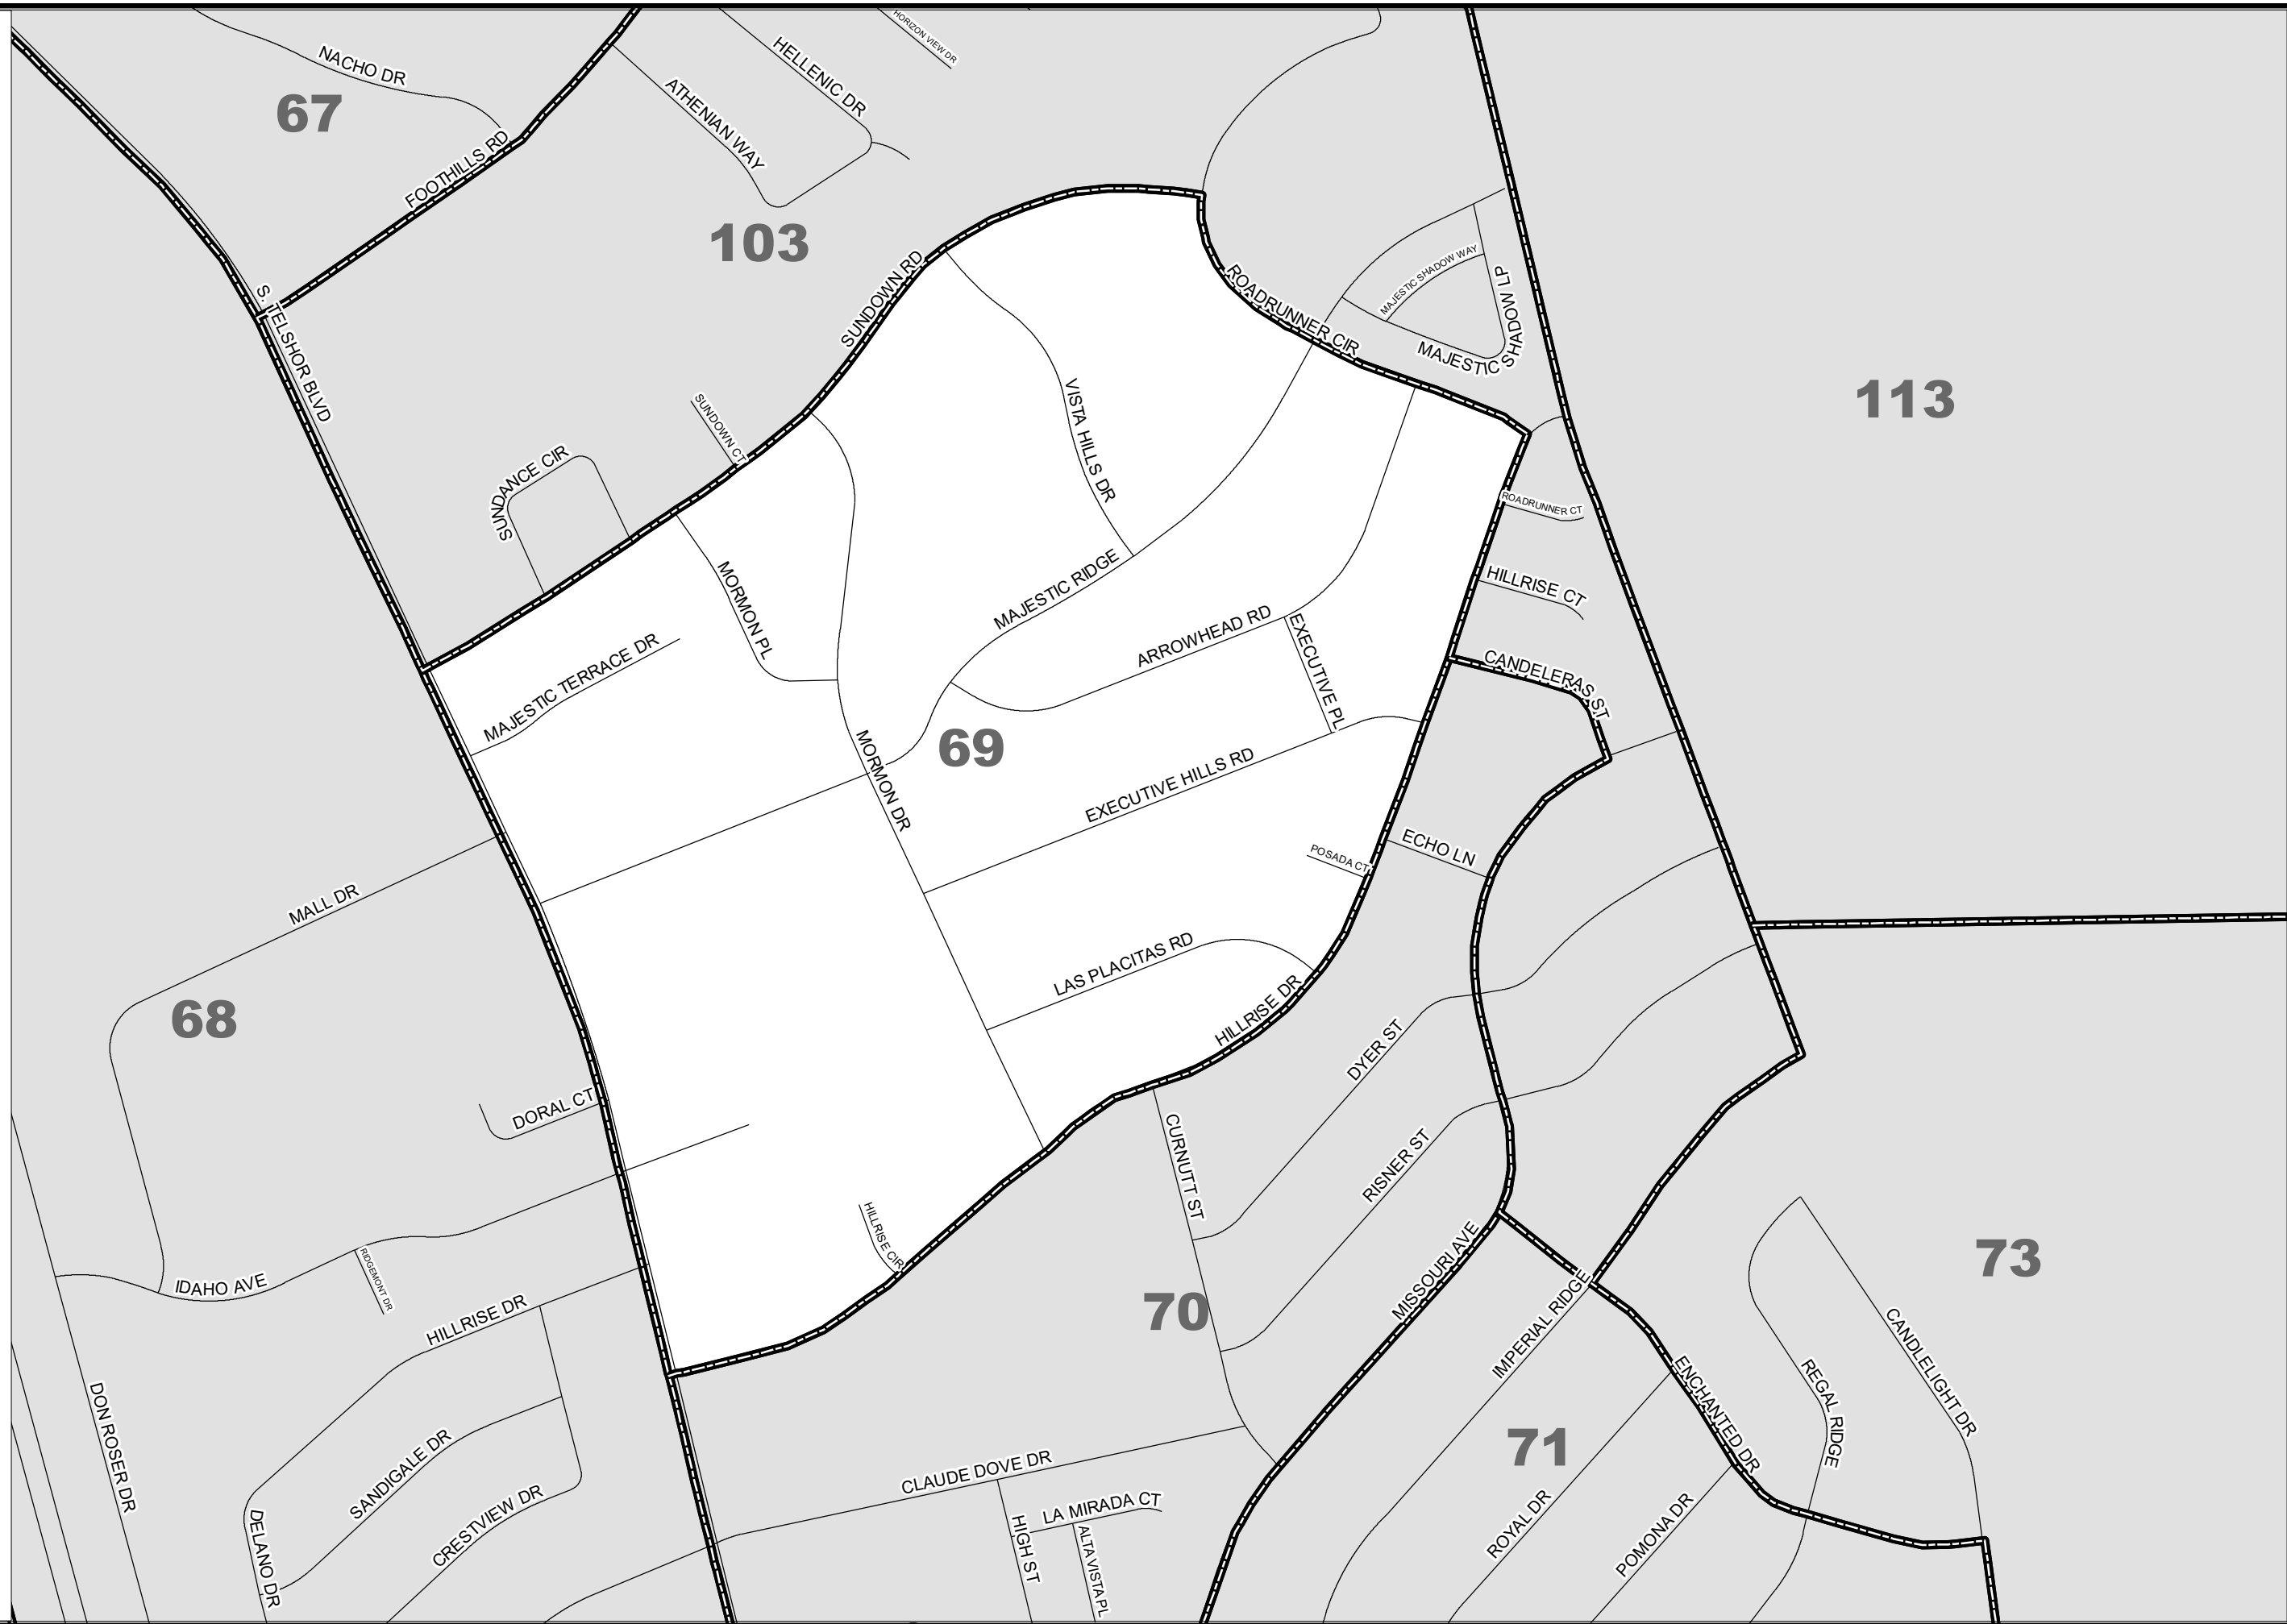 HORIZON VIEW DR
NACHO DR
HELLENIC DR
67
ATHENIAN WAY
FOOTHILLS RD
103
SUNDOWN RD
ROADRUNNER CIR
MAJESTIC SHADOW WAY
MAJESTIC SHADOW LP
S. TELSHOR BLVD
113
SUNDOWN CT
VISTA HILLS DR
SUNDANCE CIR
ROADRUNNER CT
HILLRISE CT
MORMON PL
MAJESTIC RIDGE
ARROWHEAD RD
EXECUTIVE PL
CANDELERAS ST
MAJESTIC TERRACE DR
69
MORMON DR
EXECUTIVE HILLS RD
ECHO LN
POSADA CT
MALL DR
LAS PLACITAS RD
68
HILLRISE DR
DYER ST
DORAL CT
CURNUTT ST
RISNER ST
HILLRISE CIR
73
IDAHO AVE
RIDGEMONT DR
MISSOURI AVE
70
HILLRISE DR
IMPERIAL RIDGE
CANDLELIGHT DR
REGAL RIDGE
ENCHANTED DR
DON ROSER DR
71
SANDIGALE DR
CLAUDE DOVE DR
CRESTVIEW DR
LA MIRADA CT
ROYAL DR
POMONA DR
DELANO DR
HIGH ST
ALTA VISTA PL